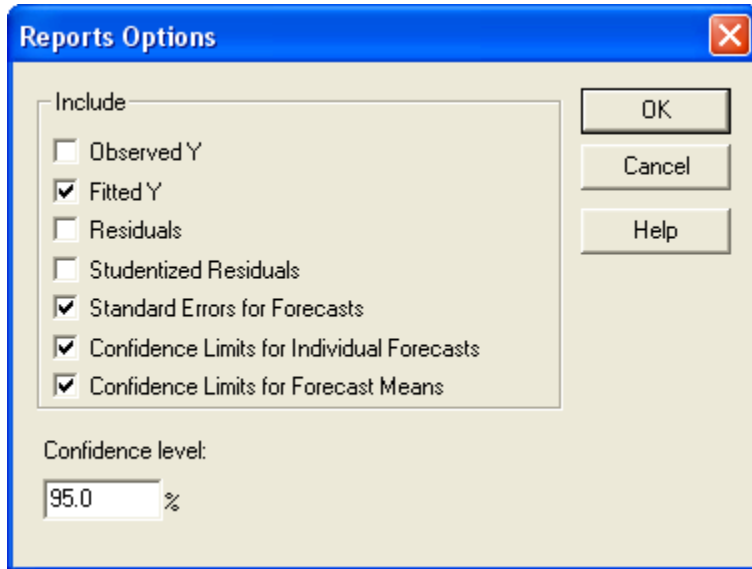 Reports Options
Include
Observed Y
Fitted Y
Residuals
Studentized Residuals
Standard Errors for Forecasts
Confidence Limits for Individual Forecasts
Confidence Limits for Forecast Means
OK
Cancel
Help
Confidence level:
95.0 %